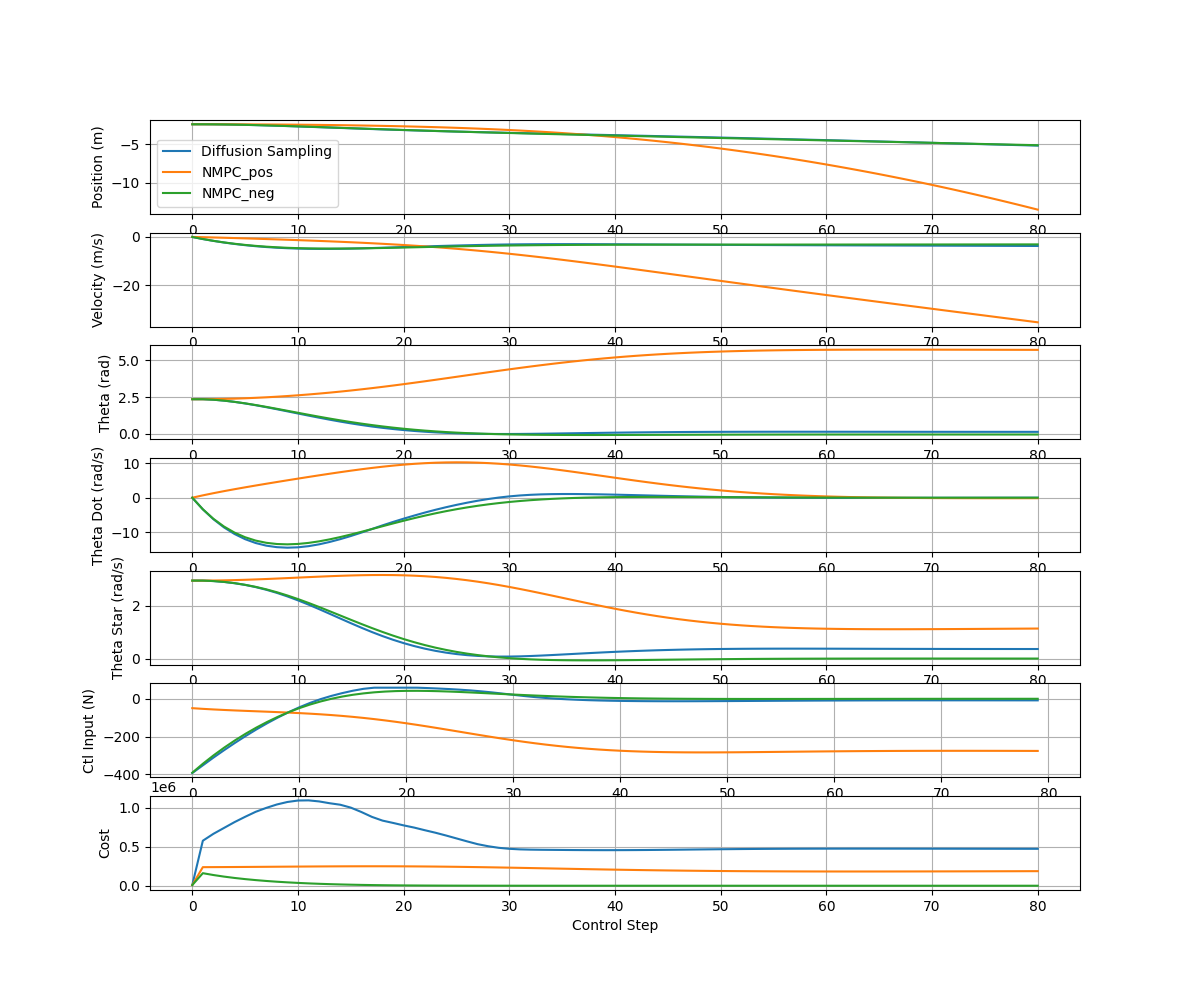 Position (m)
−5
−10
Diffusion Sampling
NMPC_pos
NMPC_neg
0 10 20 30 40 50 60 70 80
Velocity (m/s)
0
−20
0 10 20 30 40 50 60 70 80
Theta (rad)
5.0
2.5
0.0
0 10 20 30 40 50 60 70 80
Theta Dot (rad/s)
10
0
−10
0 10 20 30 40 50 60 70 80
Theta Star (rad/s)
2
0
0 10 20 30 40 50 60 70 80
Ctl Input (N)
0
−200
−400
0 10 20 30 40 50 60 70 80
1e6
Cost
1.0
0.5
0.0
0 10 20 30 40 50 60 70 80
Control Step